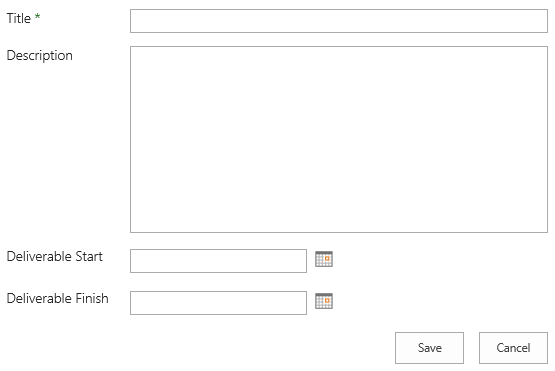 Title *
Description
Deliverable Start
Deliverable Finish
Save Cancel